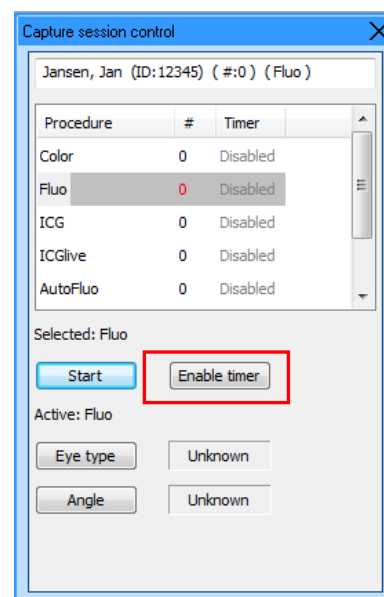 Capture session control
Jansen, Jan (ID:12345) ( #:0 ) ( Fluo )
Procedure # Timer
Color 0 Disabled
Fluo 0 Disabled
ICG 0 Disabled
ICGlive 0 Disabled
AutoFluo 0 Disabled
Selected: Fluo
Start Enable timer
Active: Fluo
Eye type Unknown
Angle Unknown